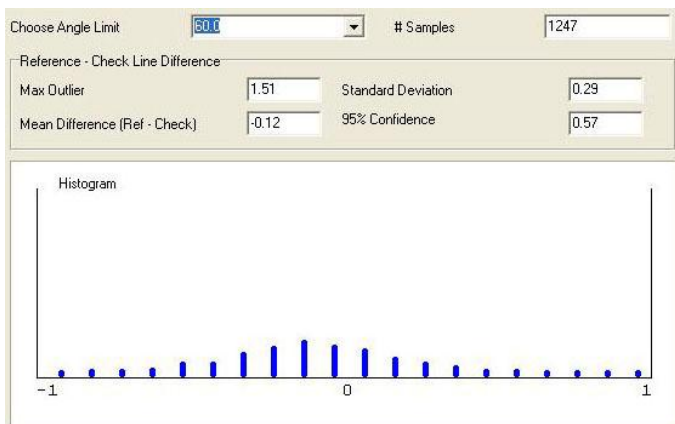 Choose Angle Limit 60.0 # Samples 1247
Reference - Check Line Difference
Max Outlier 1.51 Standard Deviation 0.29
Mean Difference (Ref - Check) -0.12 95% Confidence 0.57
Histogram
-1 0 1